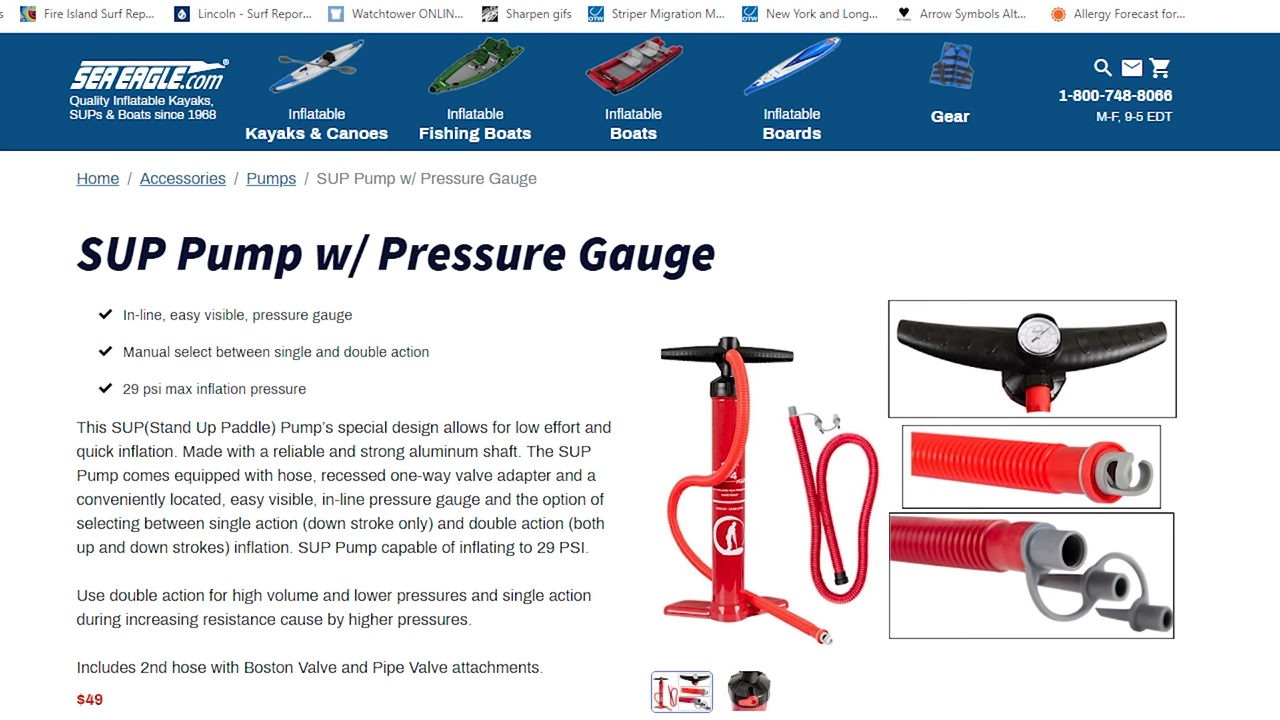 Fire Island Surf Rep...
Lincoln - Surf Repor...
Watchtower ONLIN...
Sharpen gifs
Striper Migration M...
New York and Long...
Arrow Symbols Alt...
Allergy Forecast for...
SEA EAGLE.com®
Quality Inflatable Kayaks,
SUPs & Boats since 1968
Inflatable
Kayaks & Canoes
Inflatable
Fishing Boats
Inflatable
Boats
Inflatable
Boards
Gear
1-800-748-8066
M-F, 9-5 EDT
Home / Accessories / Pumps / SUP Pump w/ Pressure Gauge
SUP Pump w/ Pressure Gauge
In-line, easy visible, pressure gauge
Manual select between single and double action
29 psi max inflation pressure
This SUP(Stand Up Paddle) Pump's special design allows for low effort and
quick inflation. Made with a reliable and strong aluminum shaft. The SUP
Pump comes equipped with hose, recessed one-way valve adapter and a
conveniently located, easy visible, in-line pressure gauge and the option of
selecting between single action (down stroke only) and double action (both
up and down strokes) inflation. SUP Pump capable of inflating to 29 PSI.
Use double action for high volume and lower pressures and single action
during increasing resistance cause by higher pressures.
Includes 2nd hose with Boston Valve and Pipe Valve attachments.
$49